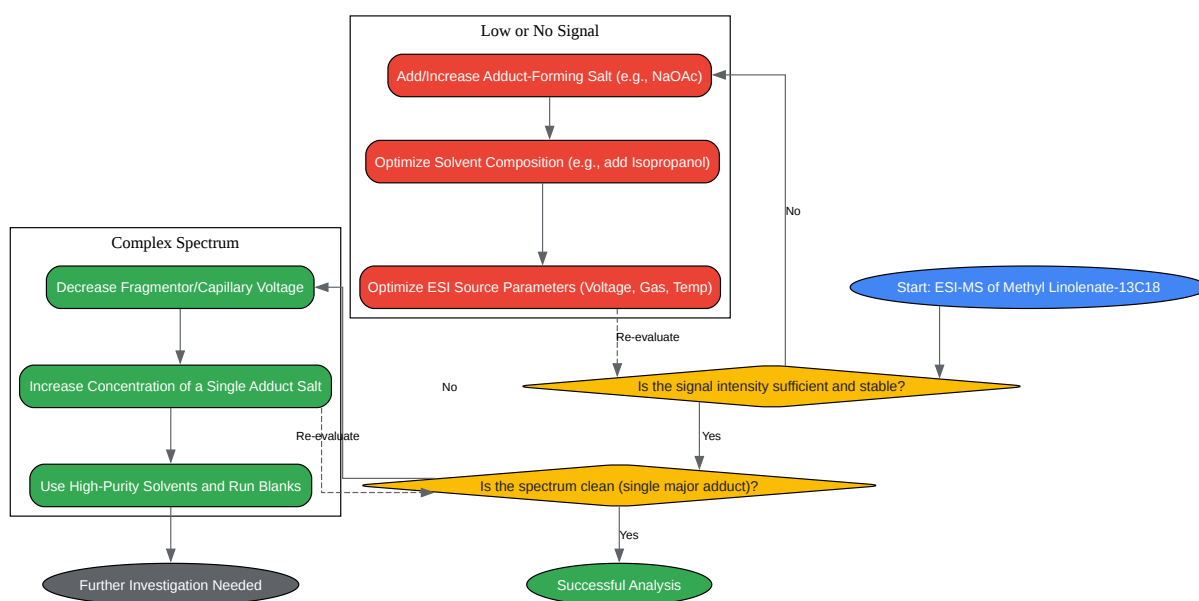 Low or No Signal
Add/Increase Adduct-Forming Salt (e.g., NaOAc)
Optimize Solvent Composition (e.g., add Isopropanol)
No
Complex Spectrum
Decrease Fragmentor/Capillary Voltage
Optimize ESI Source Parameters (Voltage, Gas, Temp)
Start: ESI-MS of Methyl Linolenate-13C18
Re-evaluate
Increase Concentration of a Single Adduct Salt
No
Is the signal intensity sufficient and stable?
Re-evaluate
Yes
Use High-Purity Solvents and Run Blanks
Is the spectrum clean (single major adduct)?
Yes
Further Investigation Needed
Successful Analysis